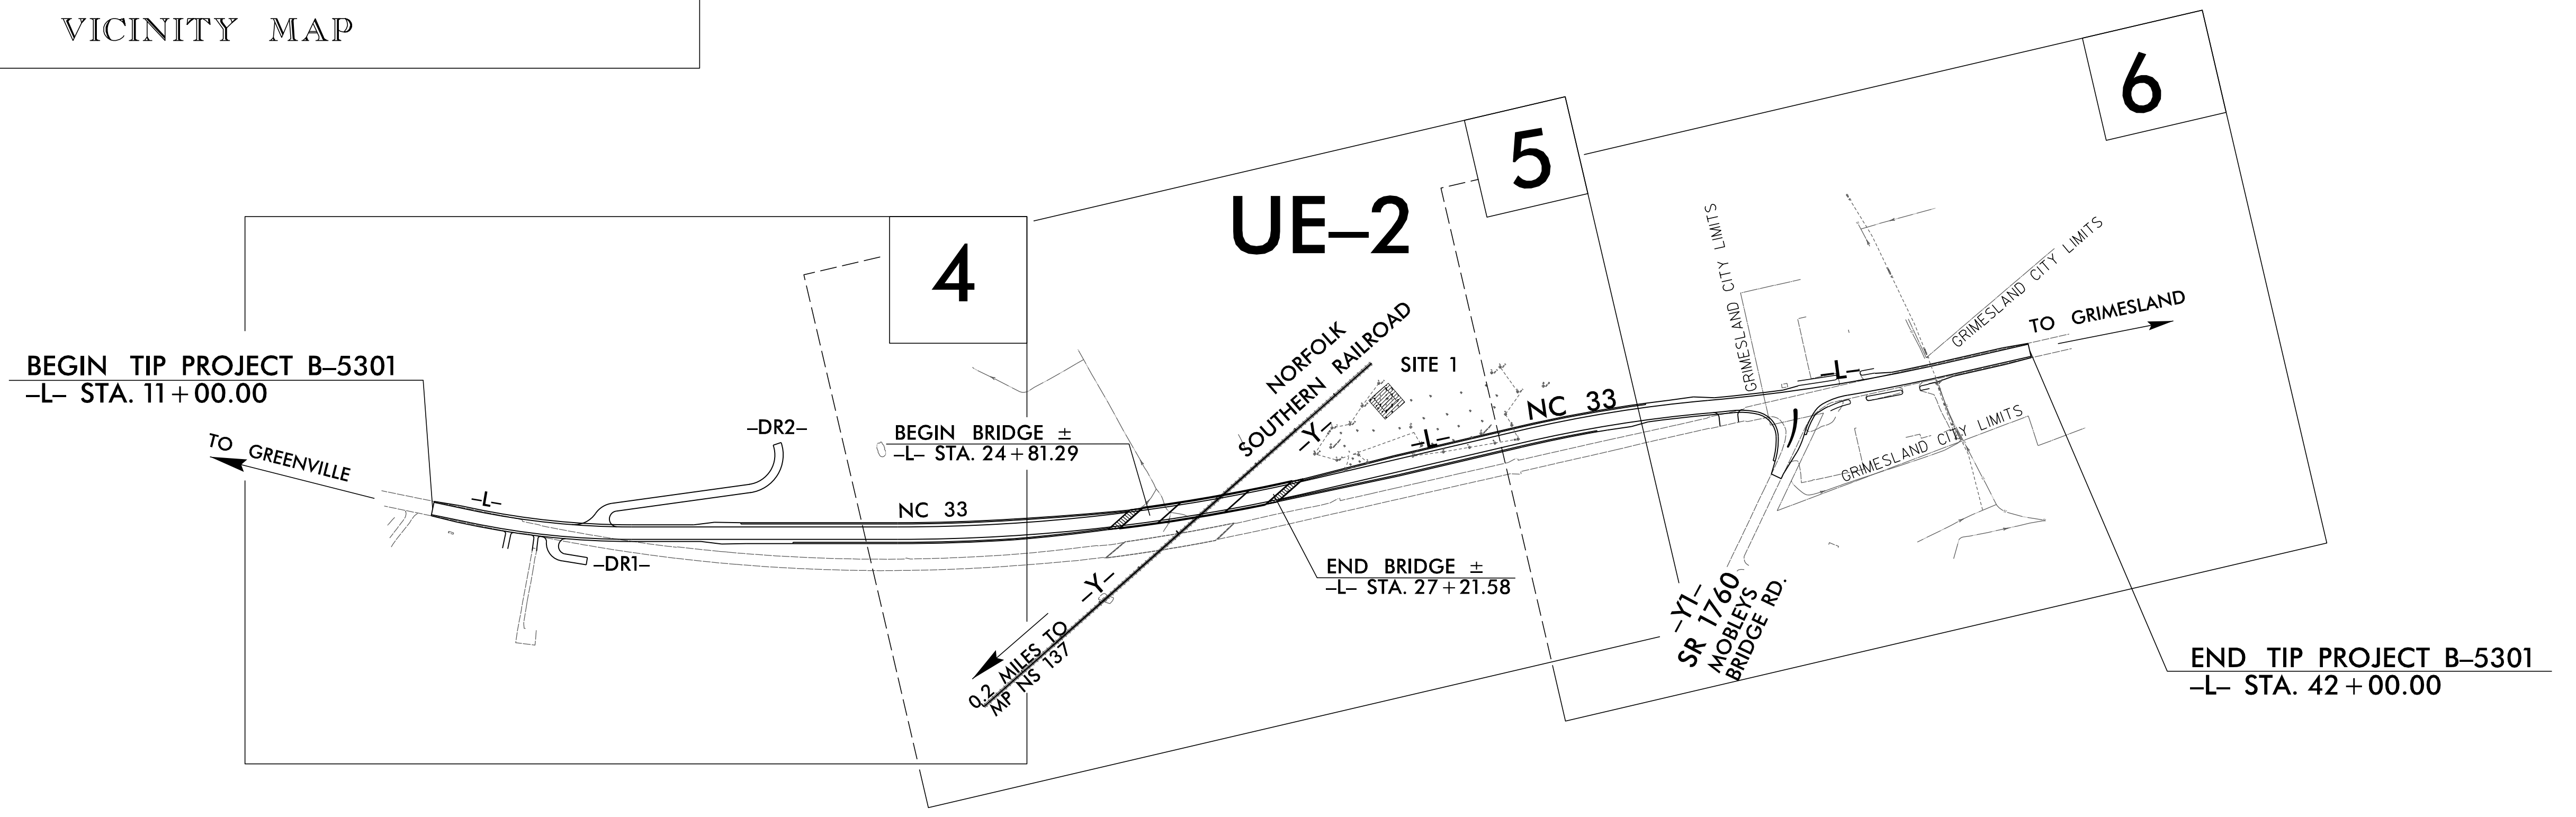 VICINITY MAP
6
5
UE–2
4
GRIMESLAND CITY LIMITS
GRIMESLAND CITY LIMITS
TO GRIMESLAND
NORFOLK
SOUTHERN RAILROAD
SITE 1
BEGIN TIP PROJECT B–5301
–L– STA. 11+00.00
–L–
NC 33
–Y–
–L–
–DR2–
BEGIN BRIDGE ±
–L– STA. 24+81.29
TO GREENVILLE
GRIMESLAND CITY LIMITS
–L–
NC 33
–DR1–
END BRIDGE ±
–L– STA. 27+21.58
–Y–
–Y1–
SR 1760
MOBLEYS
BRIDGE RD.
0.2 MILES TO
MP NS 137
END TIP PROJECT B–5301
–L– STA. 42+00.00